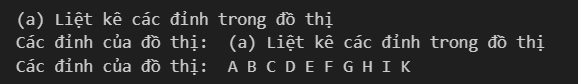 (a) Liệt kê các đỉnh trong đồ thị
Các đỉnh của đồ thị:  (a) Liệt kê các đỉnh trong đồ thị
Các đỉnh của đồ thị:  A B C D E F G H I K